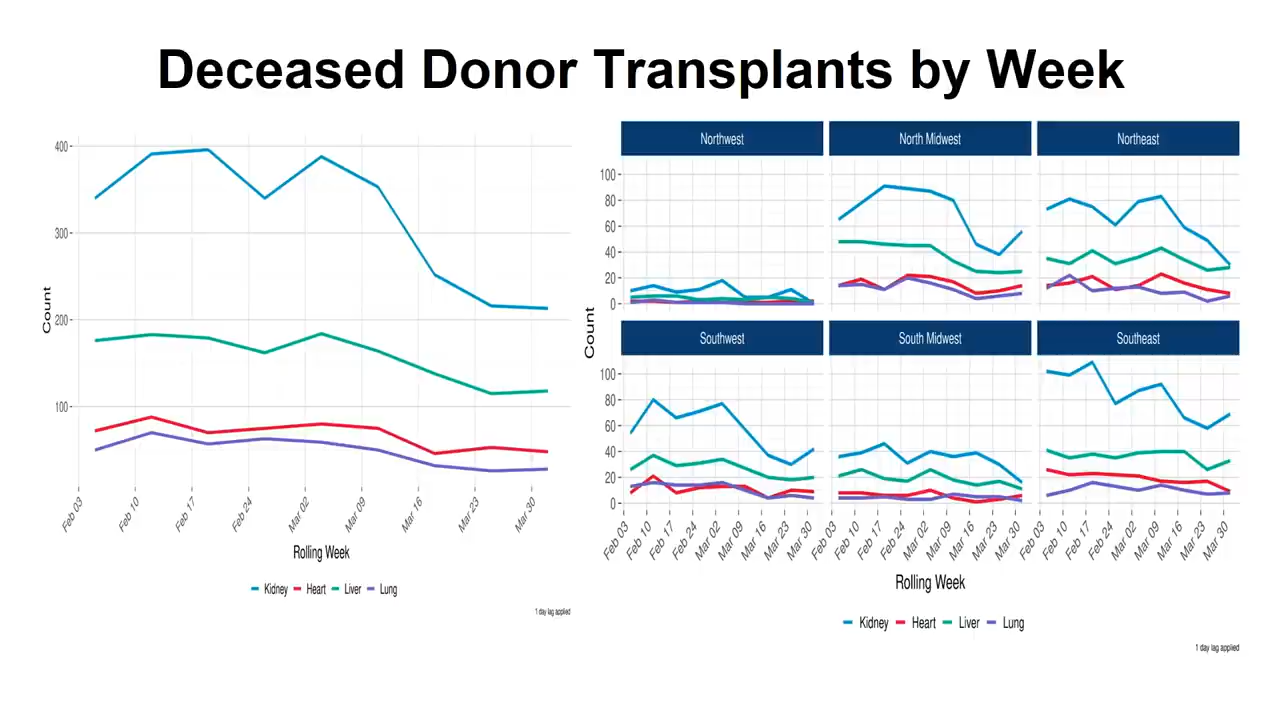 Deceased Donor Transplants by Week
Count
400
300
200
100
Feb 03 Feb 10 Feb 17 Feb 24 Mar 02 Mar 09 Mar 16 Mar 23 Mar 30
Rolling Week
Kidney Heart Liver Lung
1 day lag applied
Count
Northwest North Midwest Northeast
100
80
60
40
20
0
Southwest South Midwest Southeast
100
80
60
40
20
0
Feb 03 Feb 10 Feb 17 Feb 24 Mar 02 Mar 09 Mar 16 Mar 23 Mar 30 Feb 03 Feb 10 Feb 17 Feb 24 Mar 02 Mar 09 Mar 16 Mar 23 Mar 30 Feb 03 Feb 10 Feb 17 Feb 24 Mar 02 Mar 09 Mar 16 Mar 23 Mar 30
Rolling Week
Kidney Heart Liver Lung
1 day lag applied